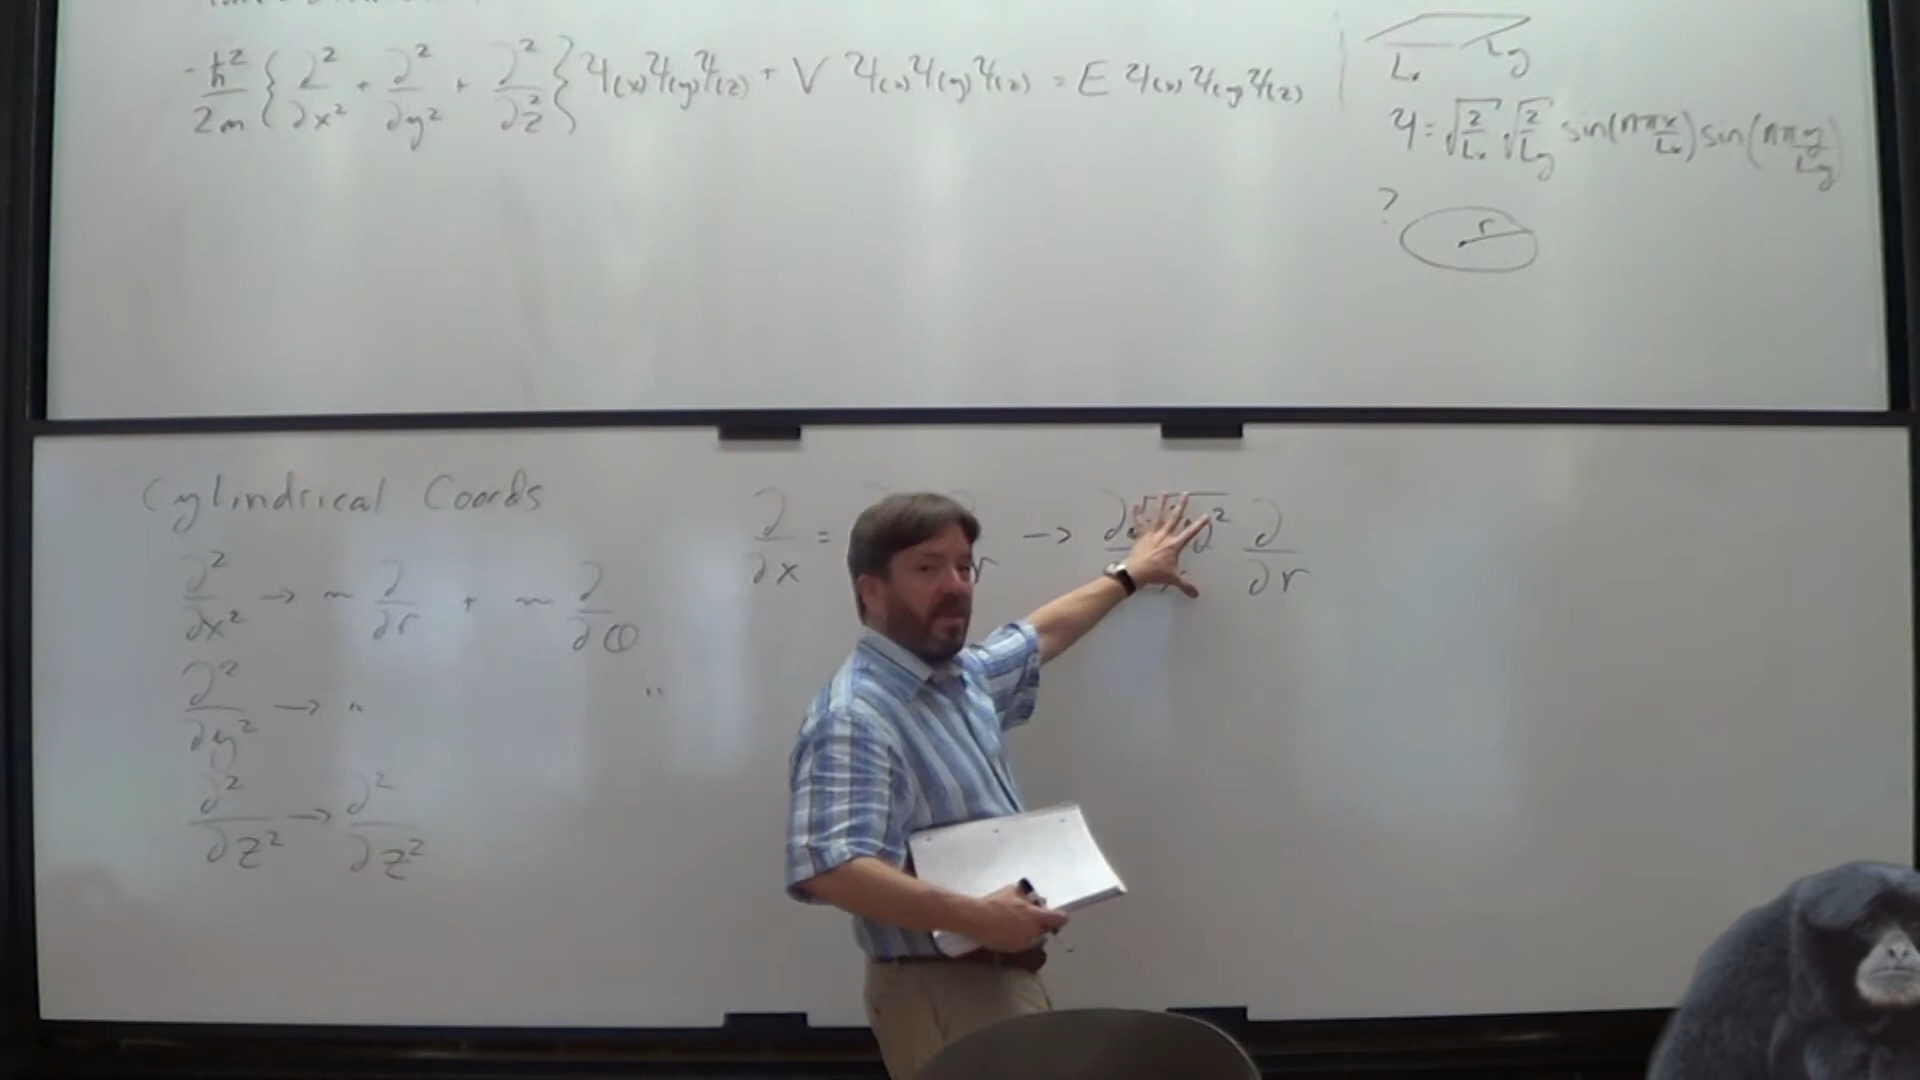 -ħ²/2m {∂²/∂x² + ∂²/∂y² + ∂²/∂z²} Ψ(x)Ψ(y)Ψ(z) + V Ψ(x)Ψ(y)Ψ(z) = E Ψ(x)Ψ(y)Ψ(z)
Lx Ly
Ψ = √(2/Lx) √(2/Ly) sin(nπx/Lx) sin(nπy/Ly)
?
r
Cylindrical Coords
∂²/∂x² → ~ ∂/∂r + ~ ∂/∂φ
∂²/∂y² → " "
∂²/∂z² → ∂²/∂z²
∂/∂x = → ∂ y² ∂/∂r